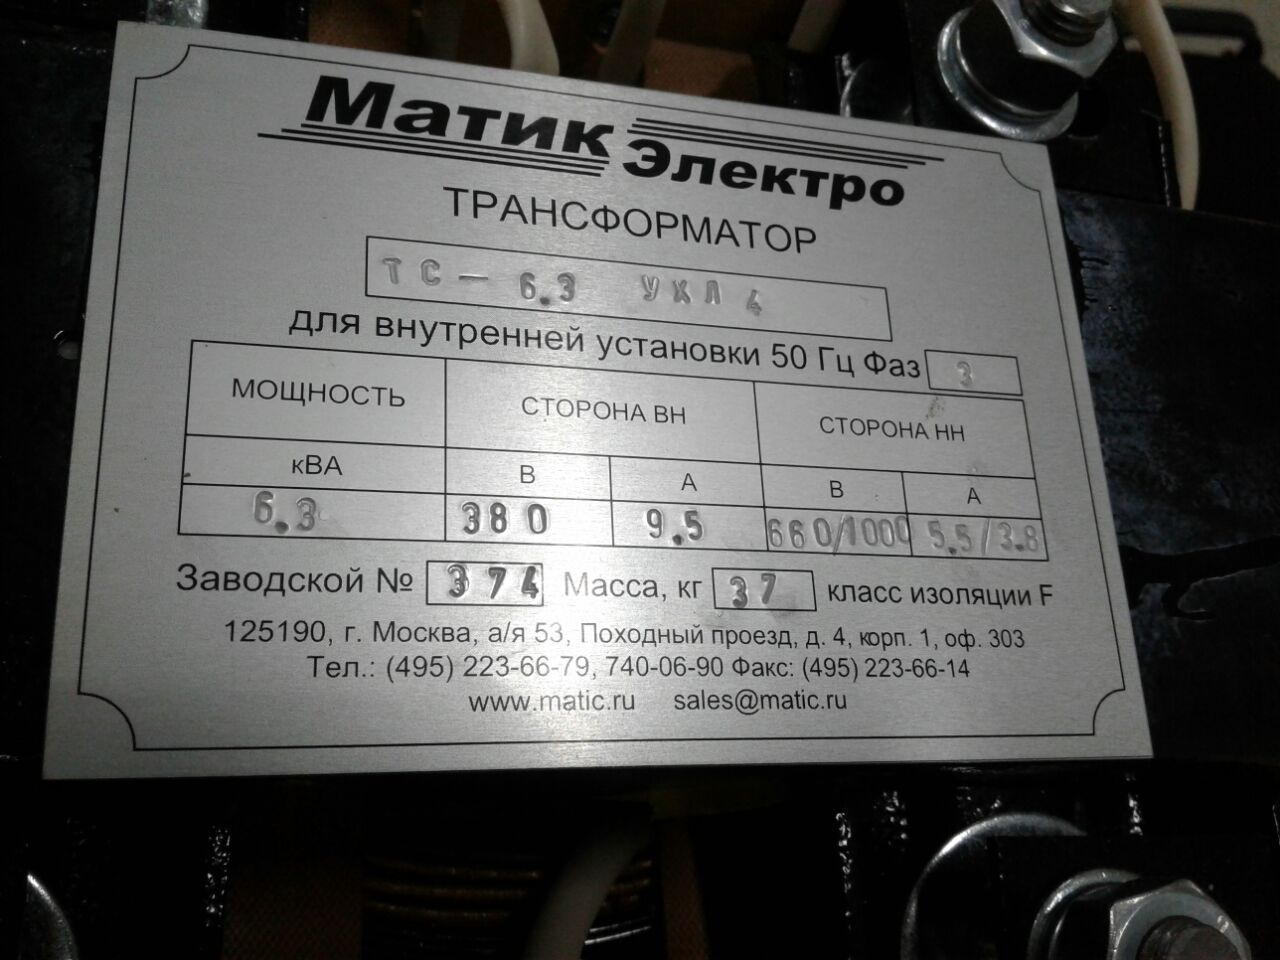 Матик Электро
ТРАНСФОРМАТОР
ТС – 6.3 УХЛ 4
для внутренней установки 50 Гц Фаз 3
МОЩНОСТЬ СТОРОНА ВН СТОРОНА НН
кВА В А В А
6.3 380 9.5 660/1000 5.5/3.8
Заводской № 374 Масса, кг 37 класс изоляции F
125190, г. Москва, а/я 53, Походный проезд, д. 4, корп. 1, оф. 303
Тел.: (495) 223-66-79, 740-06-90 Факс: (495) 223-66-14
www.matic.ru sales@matic.ru